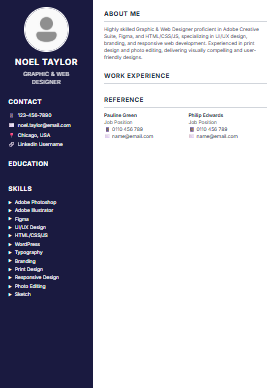 NOEL TAYLOR
GRAPHIC & WEB
DESIGNER
CONTACT
123-456-7890
noel.taylor@email.com
Chicago, USA
LinkedIn Username
EDUCATION
SKILLS
Adobe Photoshop
Adobe Illustrator
Figma
UI/UX Design
HTML/CSS/JS
WordPress
Typography
Branding
Print Design
Responsive Design
Photo Editing
Sketch
ABOUT ME
Highly skilled Graphic & Web Designer proficient in Adobe Creative
Suite, Figma, and HTML/CSS/JS, specializing in UI/UX design,
branding, and responsive web development. Experienced in print
design and photo editing, delivering visually compelling and user-
friendly designs.
WORK EXPERIENCE
REFERENCE
Pauline Green
Job Position
0110 456 789
name@email.com
Philip Edwards
Job Position
0110 456 789
name@email.com